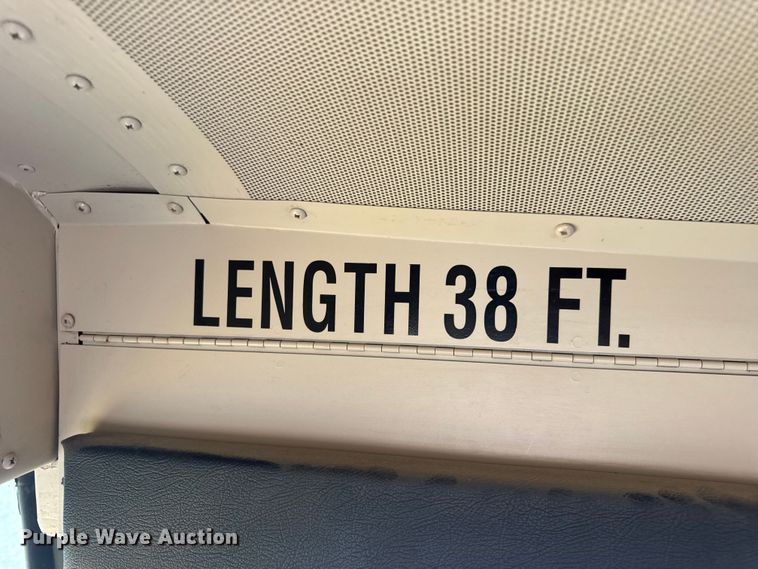 LENGTH 38 FT.
Purple Wave Auction